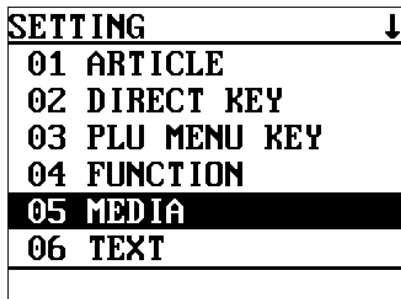 SETTING ↓
01 ARTICLE
02 DIRECT KEY
03 PLU MENU KEY
04 FUNCTION
05 MEDIA
06 TEXT